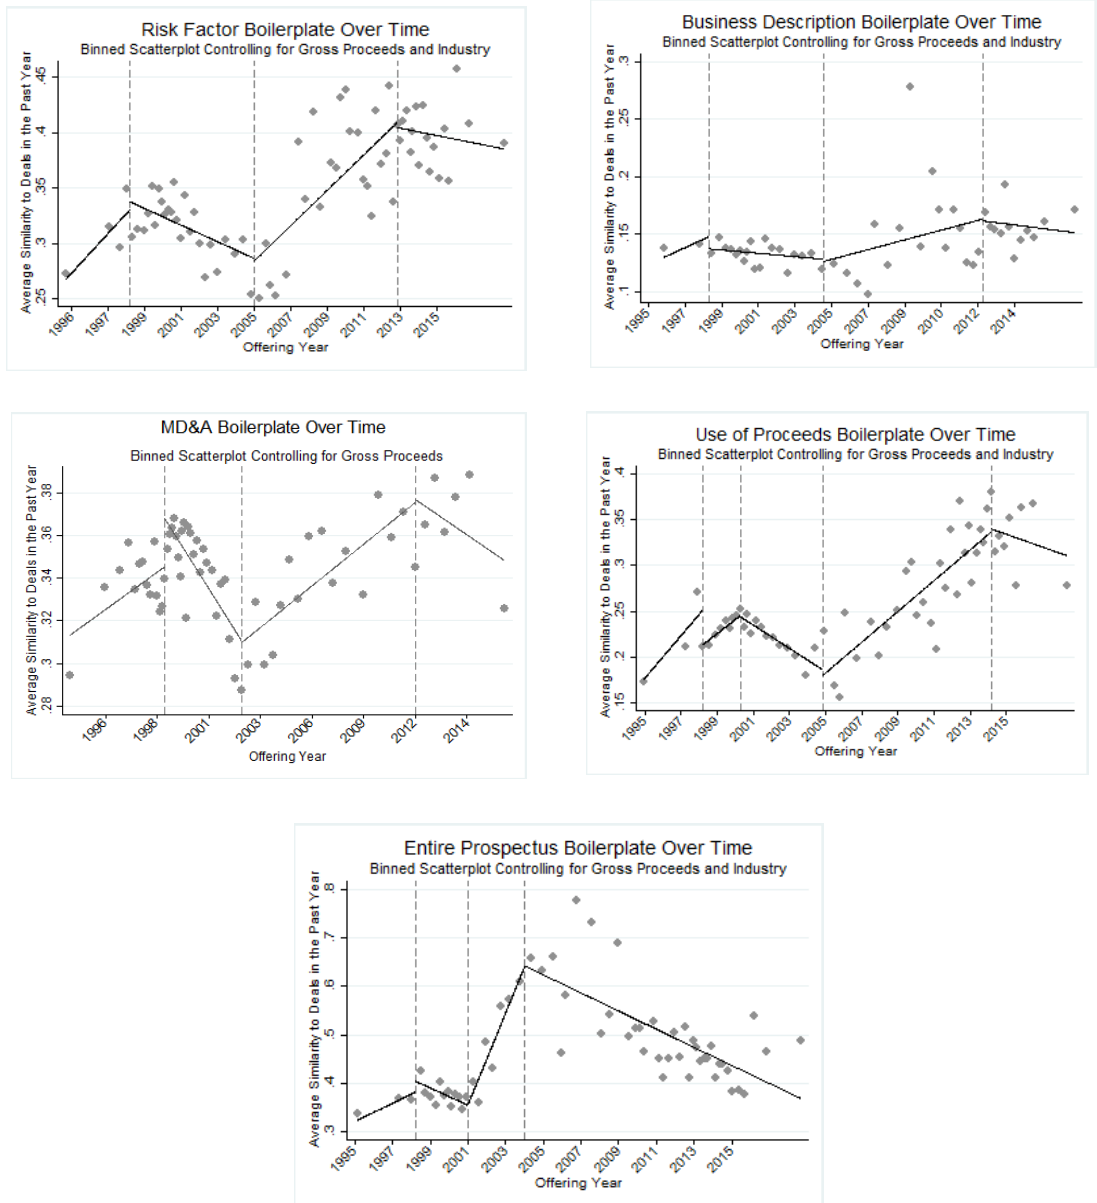 Risk Factor Boilerplate Over Time
Binned Scatterplot Controlling for Gross Proceeds and Industry
Average Similarity to Deals in the Past Year
.45
.4
.35
.3
.25
1996 1997 1999 2001 2003 2005 2007 2009 2011 2013 2015
Offering Year
Business Description Boilerplate Over Time
Binned Scatterplot Controlling for Gross Proceeds and Industry
Average Similarity to Deals in the Past Year
.3
.2
.15
.1
1995 1997 1999 2001 2003 2005 2007 2009 2010 2012 2014
Offering Year
MD&A Boilerplate Over Time
Binned Scatterplot Controlling for Gross Proceeds
Average Similarity to Deals in the Past Year
.38
.36
.34
.32
.3
.28
1996 1998 2001 2003 2006 2009 2012 2014
Offering Year
Use of Proceeds Boilerplate Over Time
Binned Scatterplot Controlling for Gross Proceeds and Industry
Average Similarity to Deals in the Past Year
.4
.35
.3
.25
.2
.15
1995 1997 1999 2001 2003 2005 2007 2009 2011 2013 2015
Offering Year
Entire Prospectus Boilerplate Over Time
Binned Scatterplot Controlling for Gross Proceeds and Industry
Average Similarity to Deals in the Past Year
.8
.7
.6
.5
.4
.3
1995 1997 1999 2001 2003 2005 2007 2009 2011 2013 2015
Offering Year